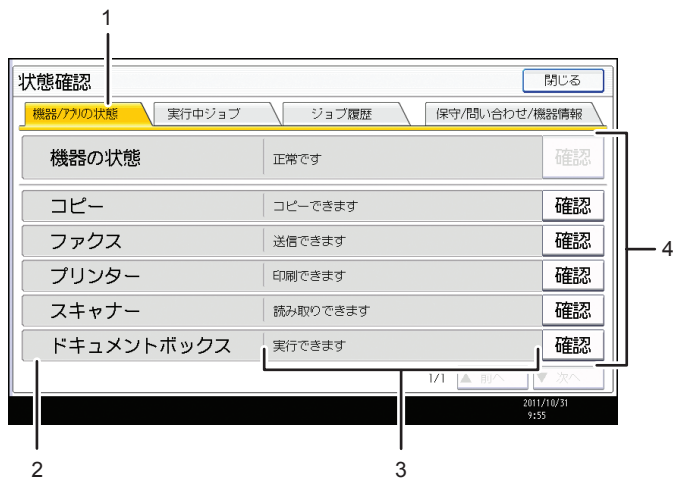 1
状態確認 閉じる
機器/アプリの状態 実行中ジョブ ジョブ履歴 保守/問い合わせ/機器情報
機器の状態 正常です 確認
コピー コピーできます 確認
ファクス 送信できます 確認
4
プリンター 印刷できます 確認
スキャナー 読み取りできます 確認
ドキュメントボックス 実行できます 確認
1/1 ▲ 前へ ▼ 次へ
2011/10/31
9:55
2 3